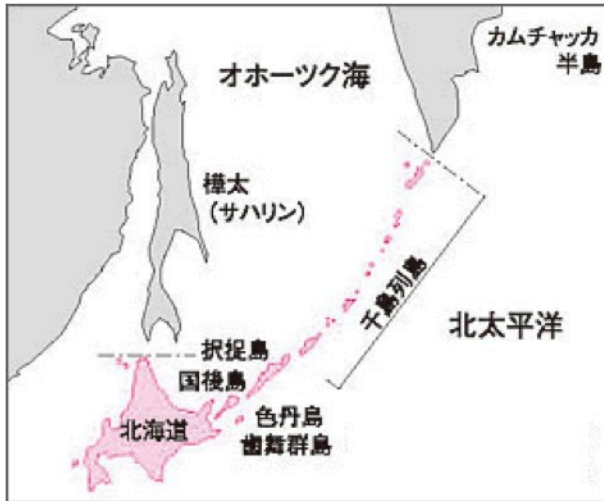 カムチャッカ
半島
オホーツク海
樺太
（サハリン）
千島列島
北太平洋
択捉島
国後島
色丹島
歯舞群島
北海道